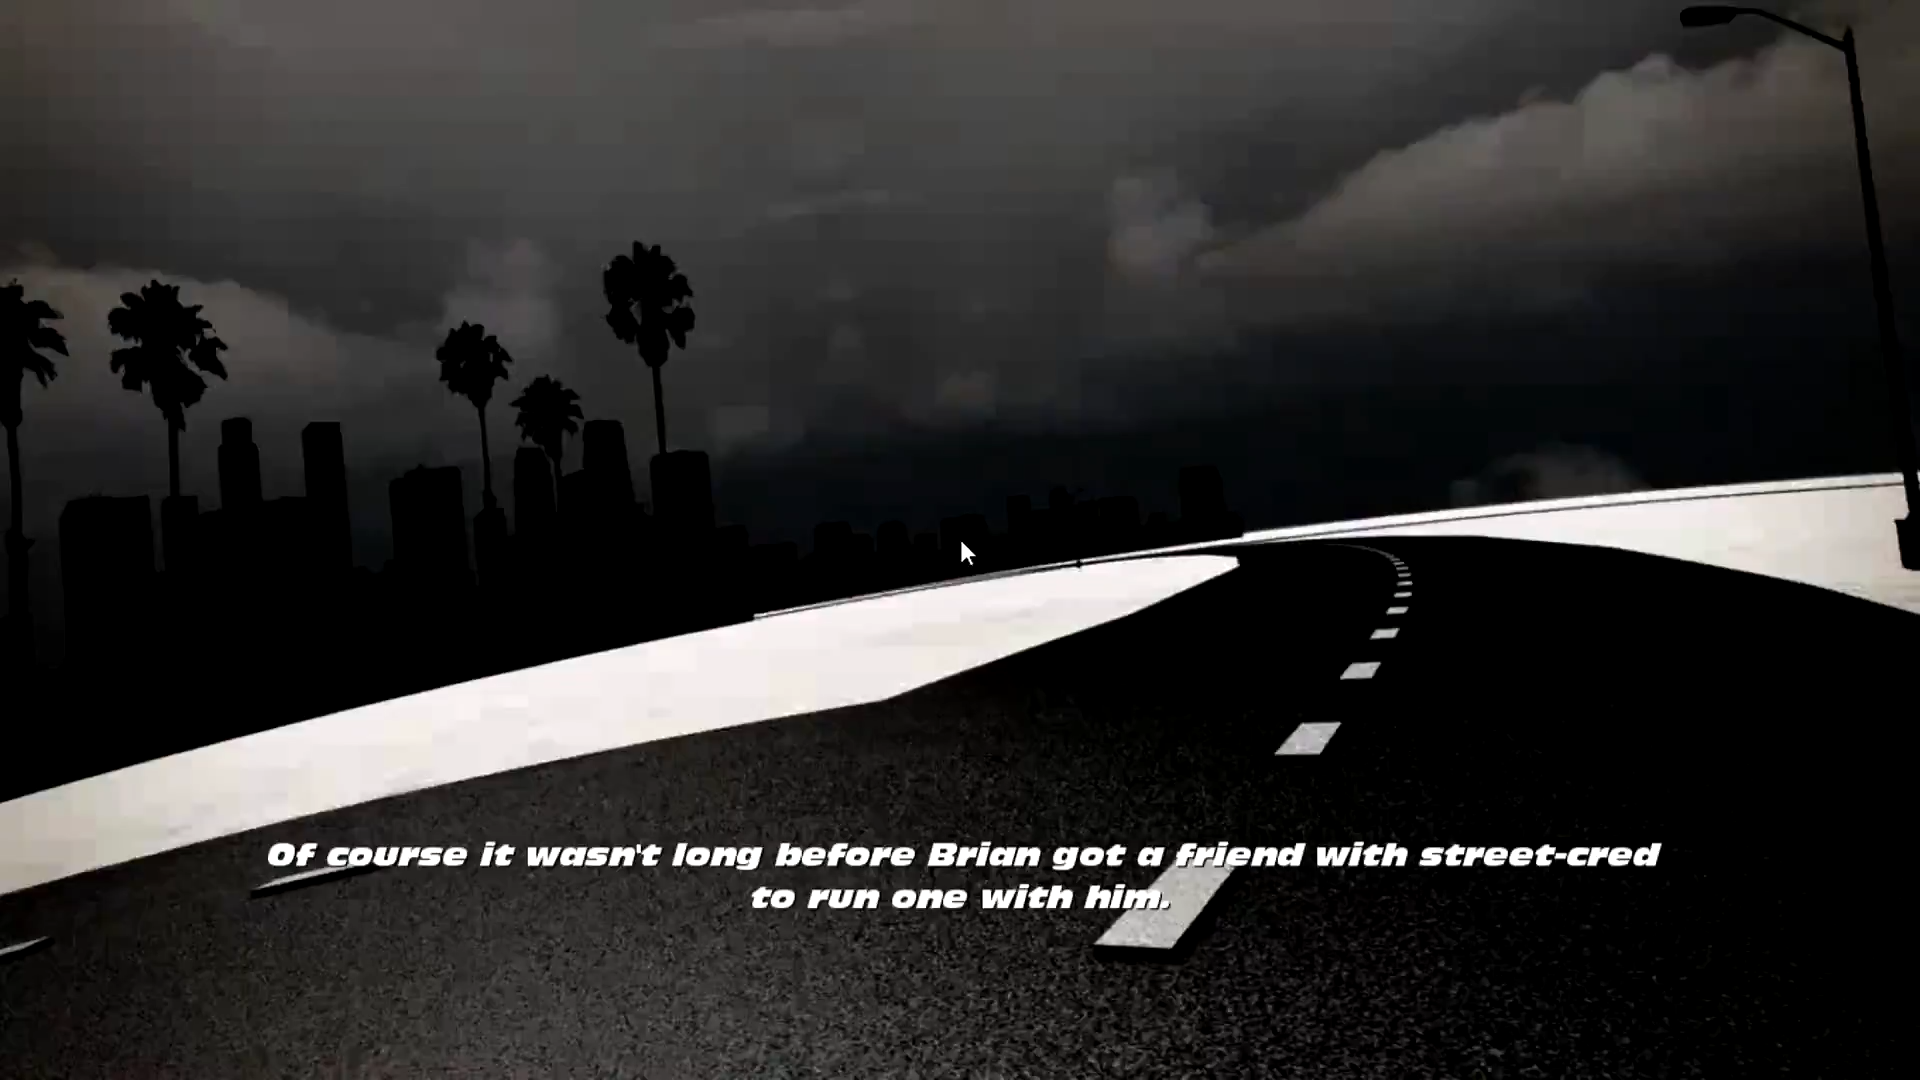 Of course it wasn't long before Brian got a friend with street-cred
to run one with him.